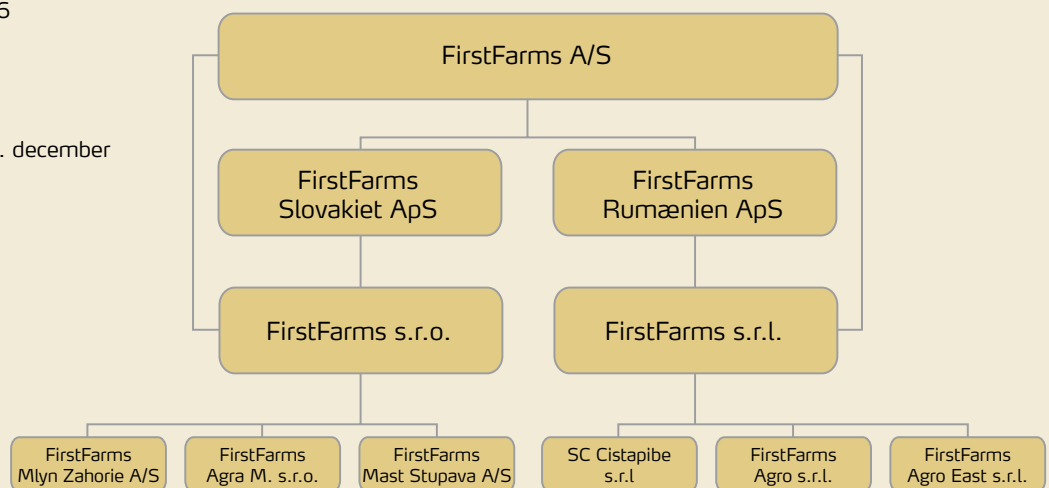 6
FirstFarms A/S
. december
FirstFarms
Slovakiet ApS
FirstFarms
Rumænien ApS
FirstFarms s.r.o.
FirstFarms s.r.l.
FirstFarms
Mlyn Zahorie A/S
FirstFarms
Agra M. s.r.o.
FirstFarms
Mast Stupava A/S
SC Cistapibe
s.r.l
FirstFarms
Agro s.r.l.
FirstFarms
Agro East s.r.l.